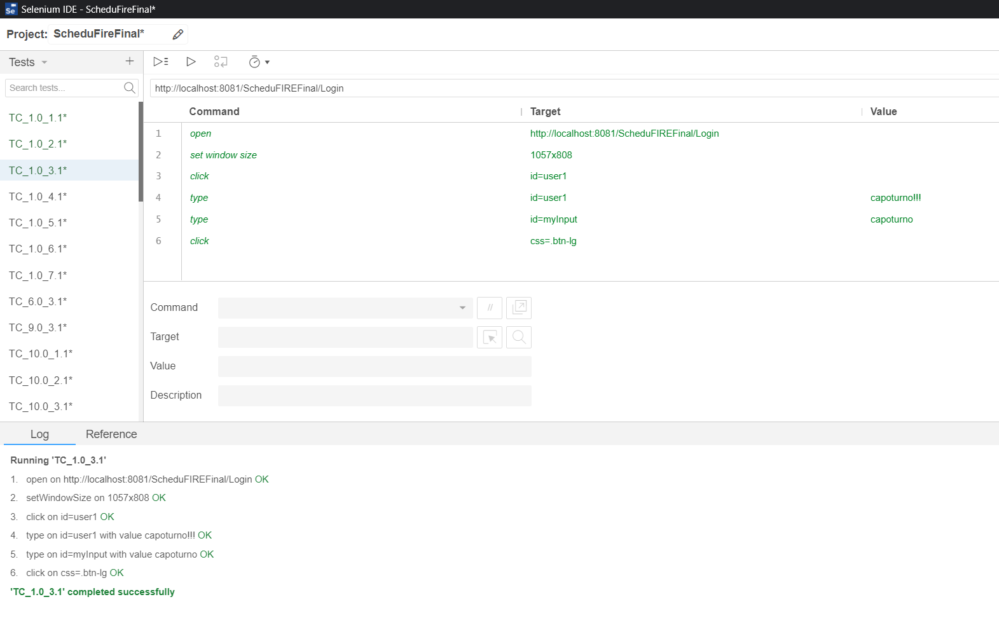 Selenium IDE - ScheduFireFinal*
Project: ScheduFireFinal*
Tests
Search tests...
TC_1.0_1.1*
TC_1.0_2.1*
TC_1.0_3.1*
TC_1.0_4.1*
TC_1.0_5.1*
TC_1.0_6.1*
TC_1.0_7.1*
TC_6.0_3.1*
TC_9.0_3.1*
TC_10.0_1.1*
TC_10.0_2.1*
TC_10.0_3.1*
http://localhost:8081/ScheduFIREFinal/Login
Command Target Value
1 open http://localhost:8081/ScheduFIREFinal/Login
2 set window size 1057x808
3 click id=user1
4 type id=user1 capoturno!!!
5 type id=myInput capoturno
6 click css=.btn-lg
Command //
Target
Value
Description
Log Reference
Running 'TC_1.0_3.1'
1. open on http://localhost:8081/ScheduFIREFinal/Login OK
2. setWindowSize on 1057x808 OK
3. click on id=user1 OK
4. type on id=user1 with value capoturno!!! OK
5. type on id=myInput with value capoturno OK
6. click on css=.btn-lg OK
'TC_1.0_3.1' completed successfully